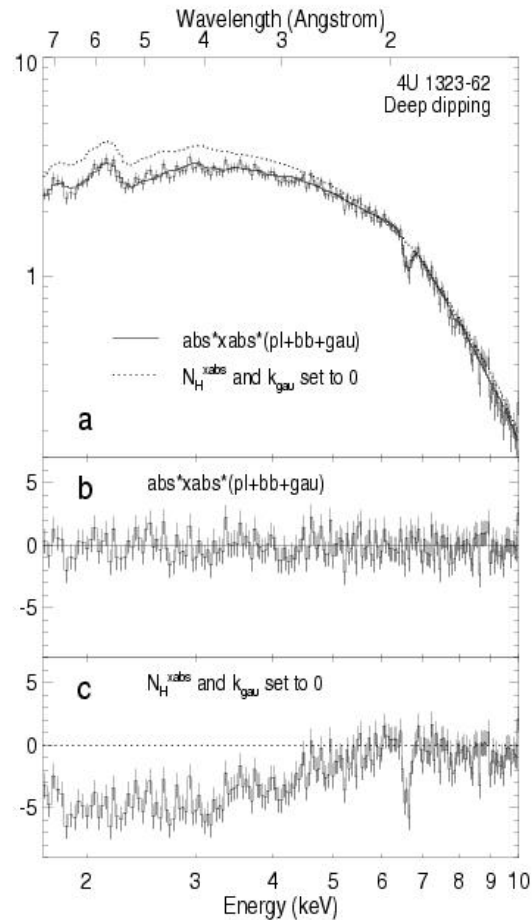 Wavelength (Angstrom)
7 6 5 4 3 2
10
4U 1323-62
Deep dipping
1
abs*xabs*(pl+bb+gau)
N_H^xabs and k_gau set to 0
a
5
b
abs*xabs*(pl+bb+gau)
0
-5
5
c
N_H^xabs and k_gau set to 0
0
-5
2 3 4 5 6 7 8 9 10
Energy (keV)